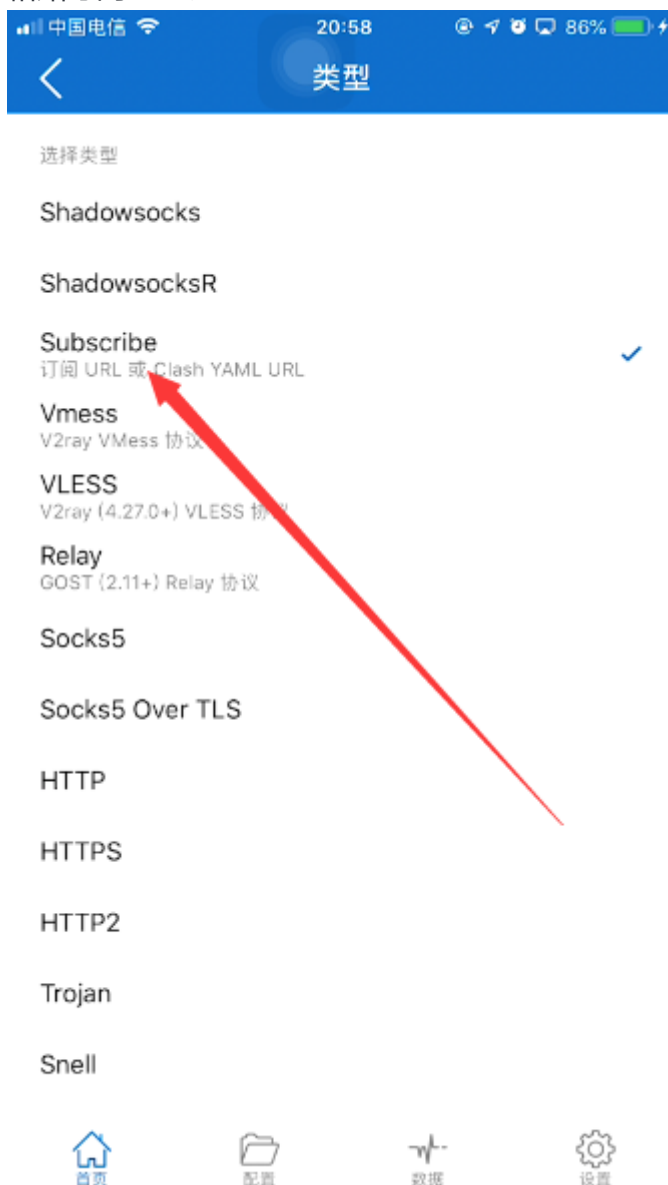 中国电信 20:58 86%
类型
选择类型
Shadowsocks
ShadowsocksR
Subscribe
订阅 URL 或 Clash YAML URL
Vmess
V2ray VMess 协议
VLESS
V2ray (4.27.0+) VLESS 协议
Relay
GOST (2.11+) Relay 协议
Socks5
Socks5 Over TLS
HTTP
HTTPS
HTTP2
Trojan
Snell
首页 配置 数据 设置